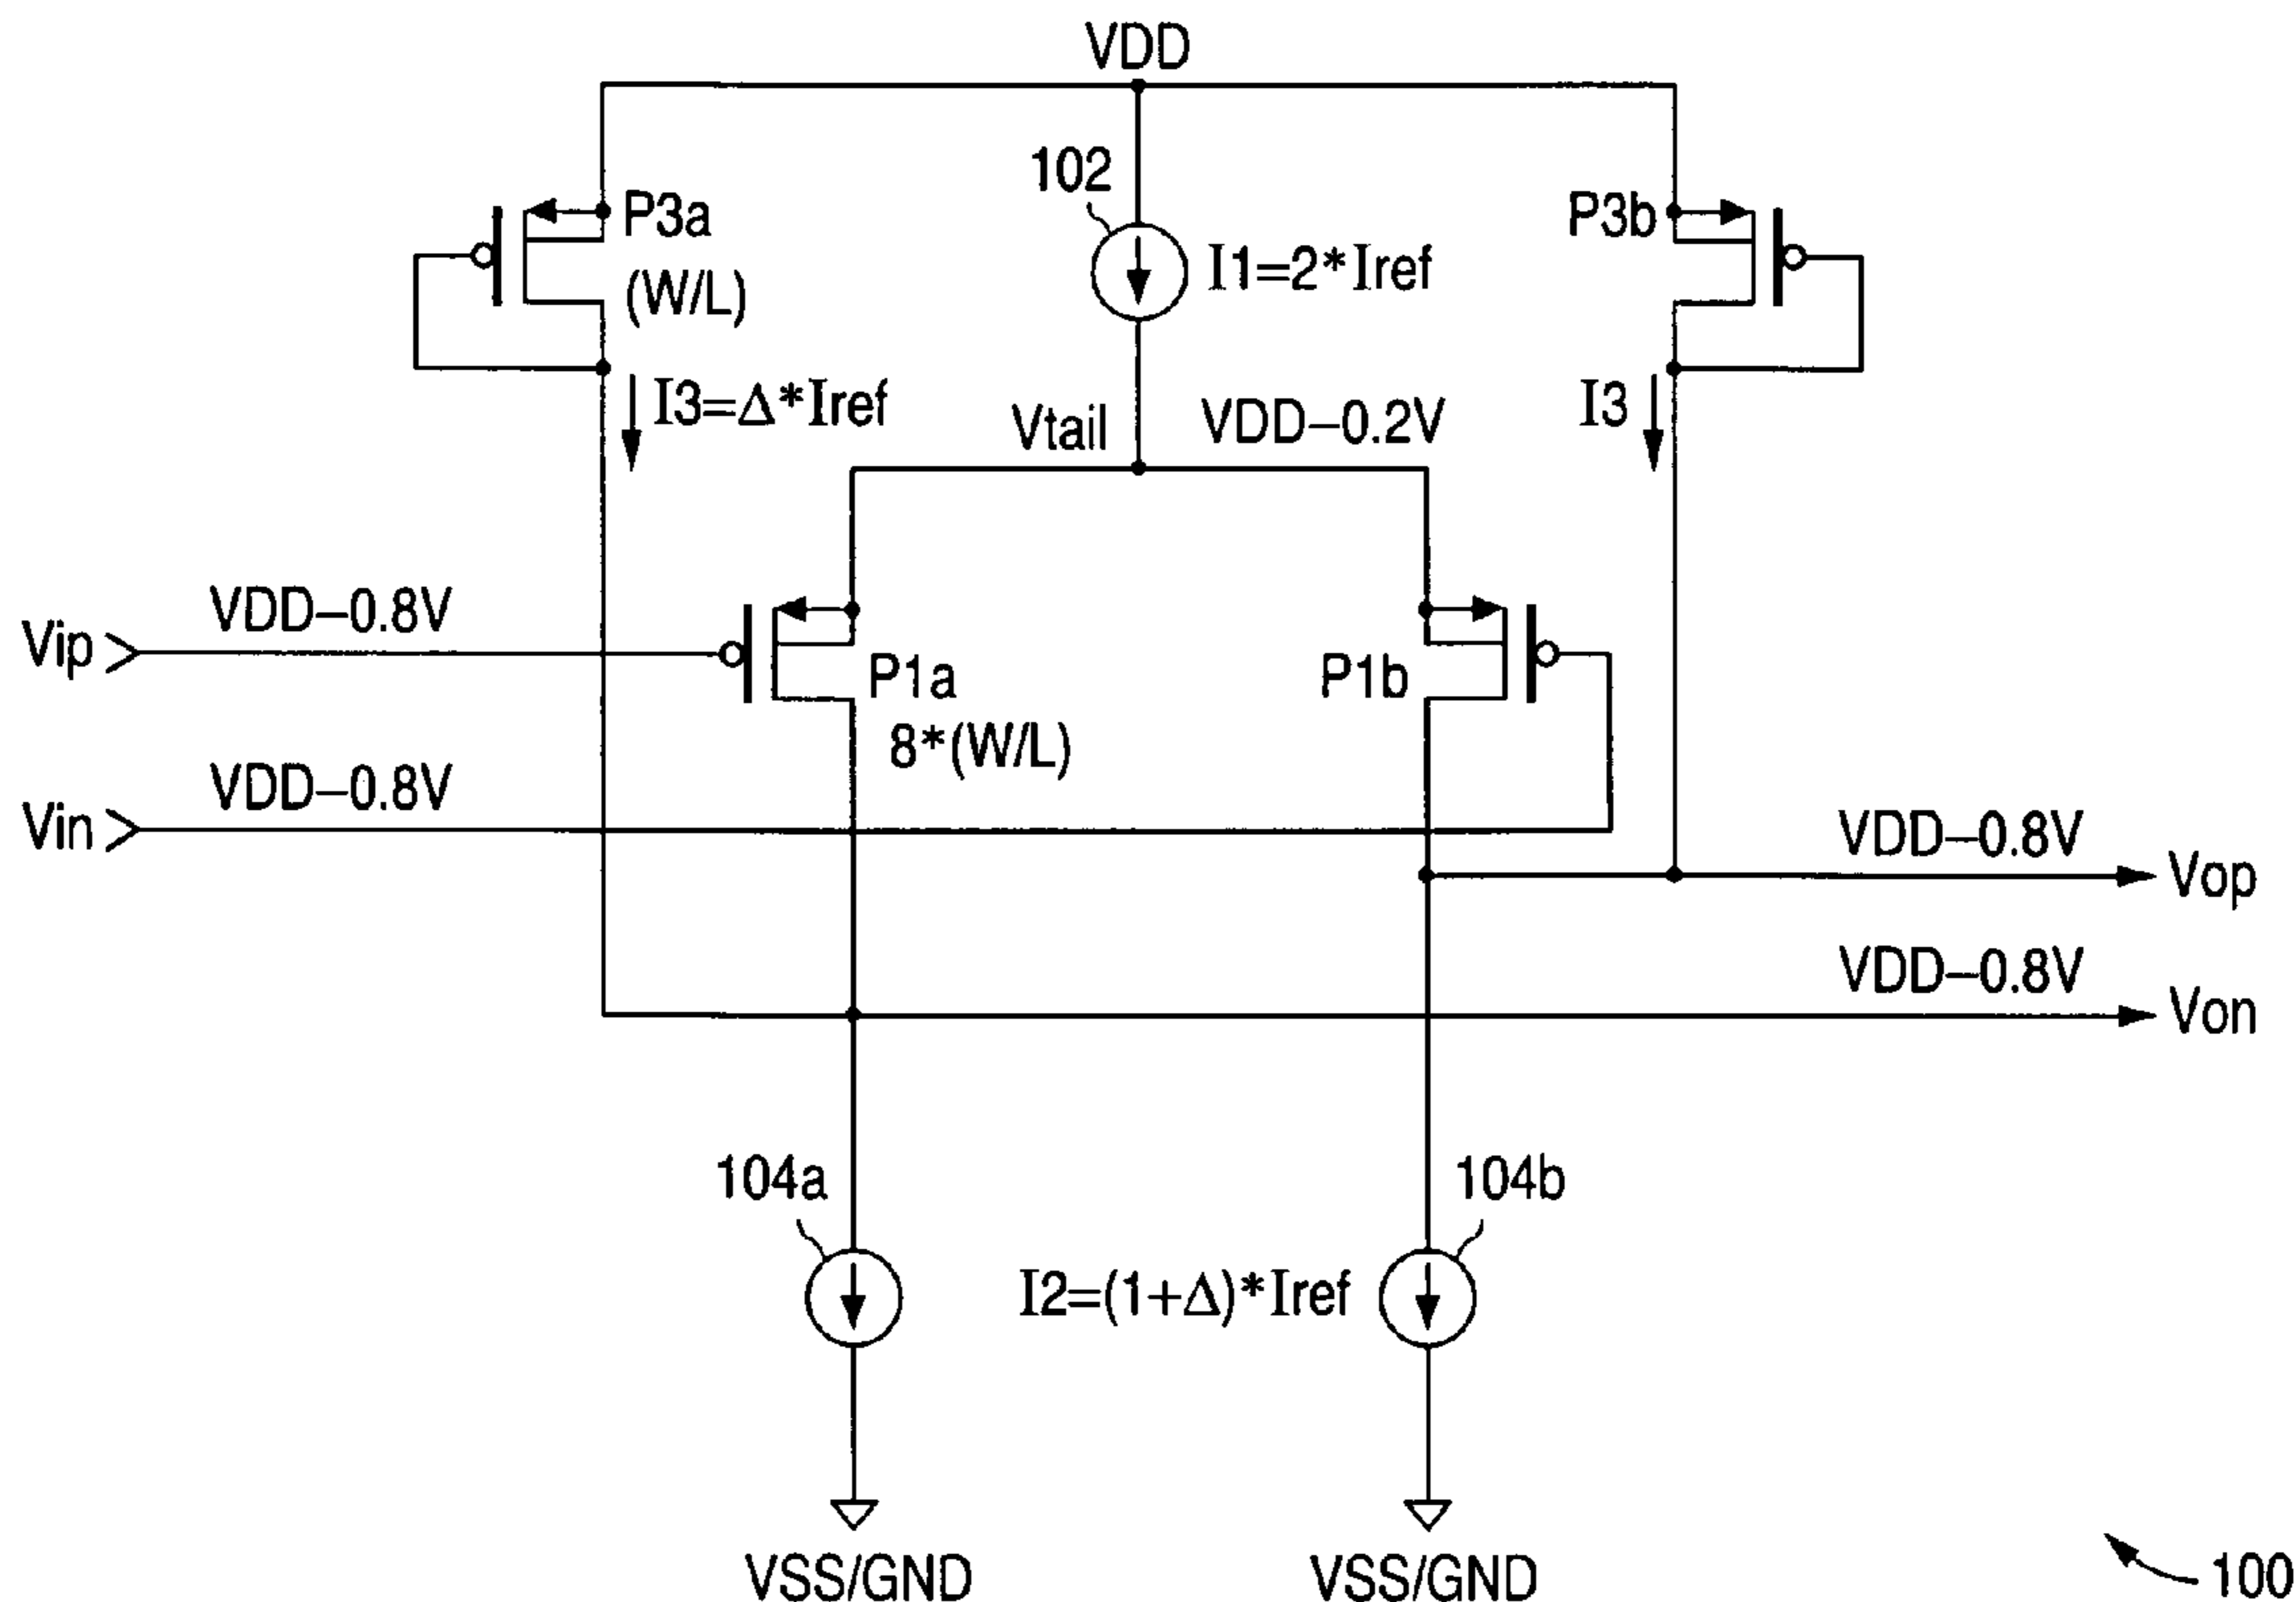 VDD
102
P3a
P3b
(W/L)
I1=2*Iref
I3=Δ*Iref
Vtail
VDD–0.2V
I3
Vip
VDD–0.8V
P1a
P1b
8*(W/L)
Vin
VDD–0.8V
VDD–0.8V
Vop
VDD–0.8V
Von
104a
104b
I2=(1+Δ)*Iref
VSS/GND
VSS/GND
100